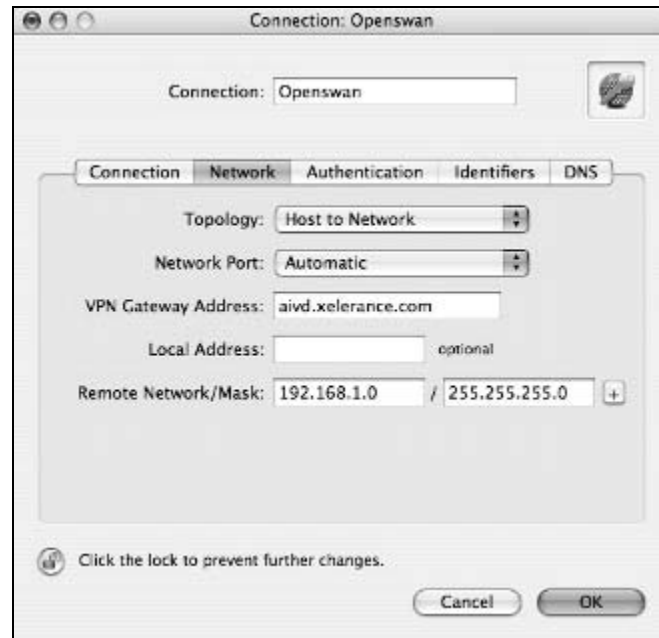 Connection: Openswan
Connection: Openswan
Connection Network Authentication Identifiers DNS
Topology: Host to Network
Network Port: Automatic
VPN Gateway Address: aivd.xelerance.com
Local Address: optional
Remote Network/Mask: 192.168.1.0 / 255.255.255.0 +
Click the lock to prevent further changes.
Cancel OK